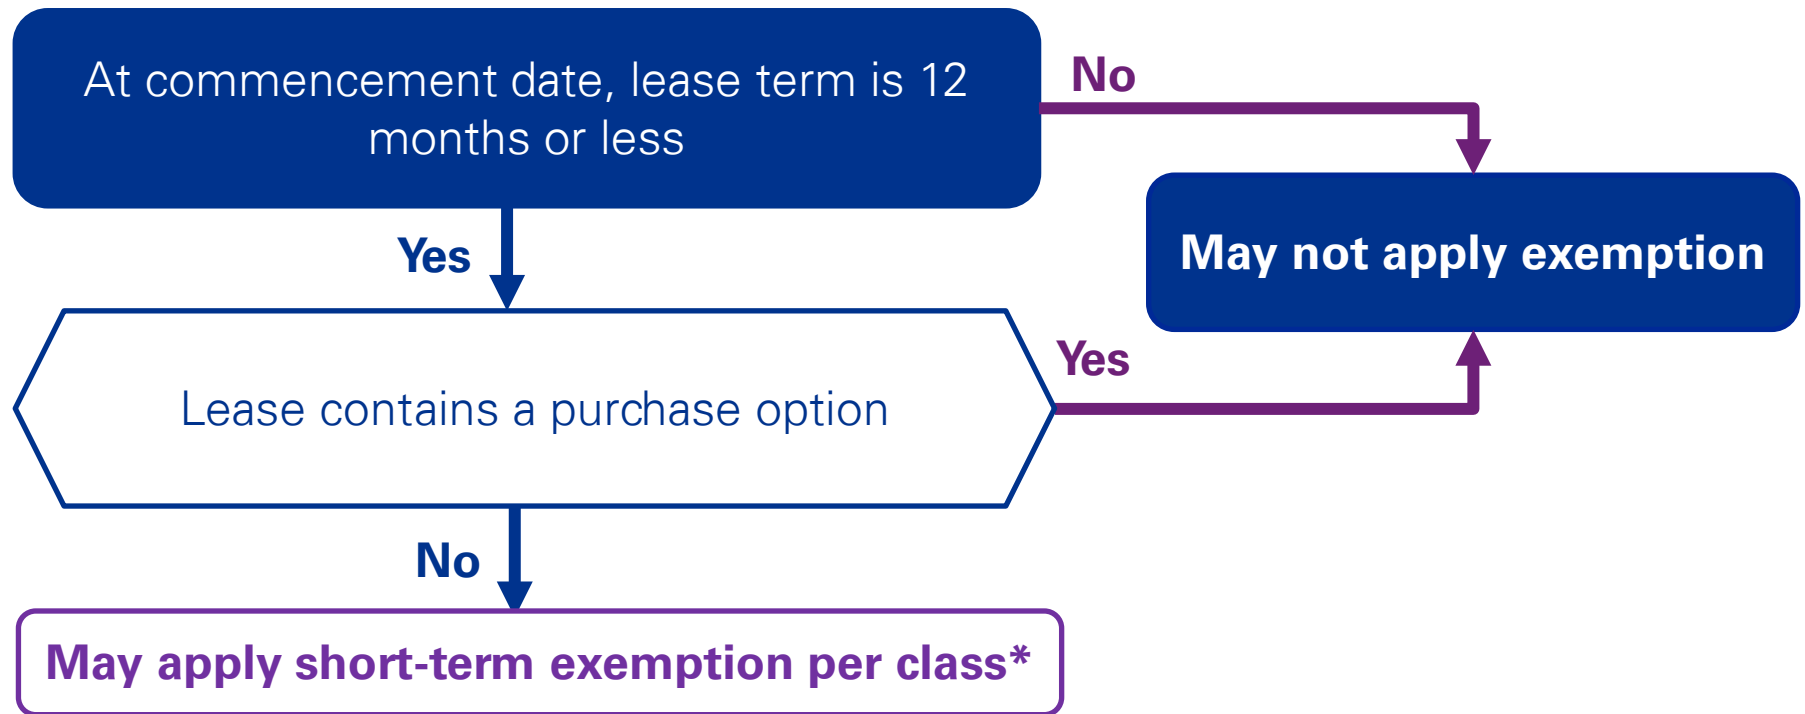 At commencement date, lease term is 12
months or less
No
May not apply exemption
Yes
Lease contains a purchase option
Yes
No
May apply short-term exemption per class*